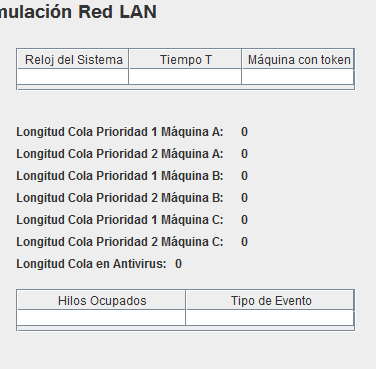 mulación Red LAN
Reloj del Sistema Tiempo T Máquina con token
Longitud Cola Prioridad 1 Máquina A: 0
Longitud Cola Prioridad 2 Máquina A: 0
Longitud Cola Prioridad 1 Máquina B: 0
Longitud Cola Prioridad 2 Máquina B: 0
Longitud Cola Prioridad 1 Máquina C: 0
Longitud Cola Prioridad 2 Máquina C: 0
Longitud Cola en Antivirus: 0
Hilos Ocupados Tipo de Evento